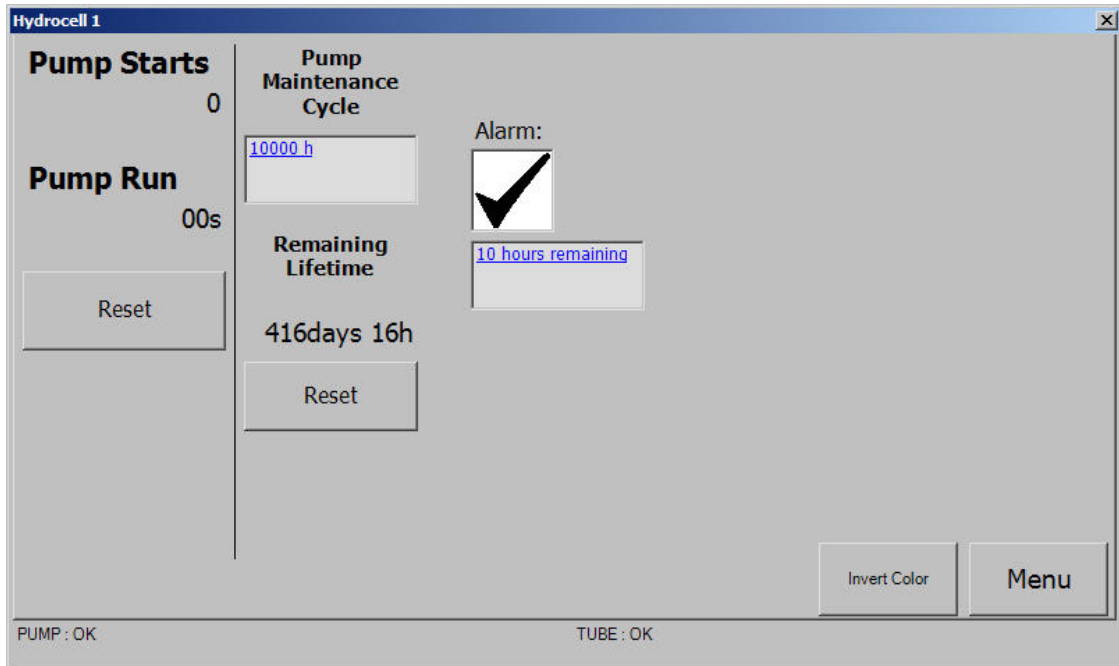 Hydrocell 1
Pump Starts
0
Pump Run
00s
Reset
Pump
Maintenance
Cycle
10000 h
Remaining
Lifetime
416days 16h
Reset
Alarm:
10 hours remaining
Invert Color
Menu
PUMP : OK
TUBE : OK